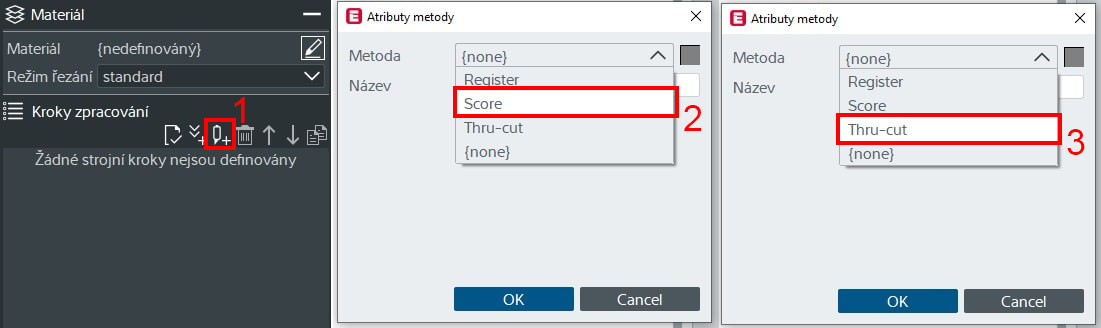 Materiál
Materiál {nedefinováný}
Režim řezání standard
Kroky zpracování
1
Žádné strojní kroky nejsou definovány
E Atributy metody
Metoda {none}
Název
Register
Score
2
Thru-cut
{none}
OK Cancel
E Atributy metody
Metoda {none}
Název
Register
Score
Thru-cut
3
{none}
OK Cancel